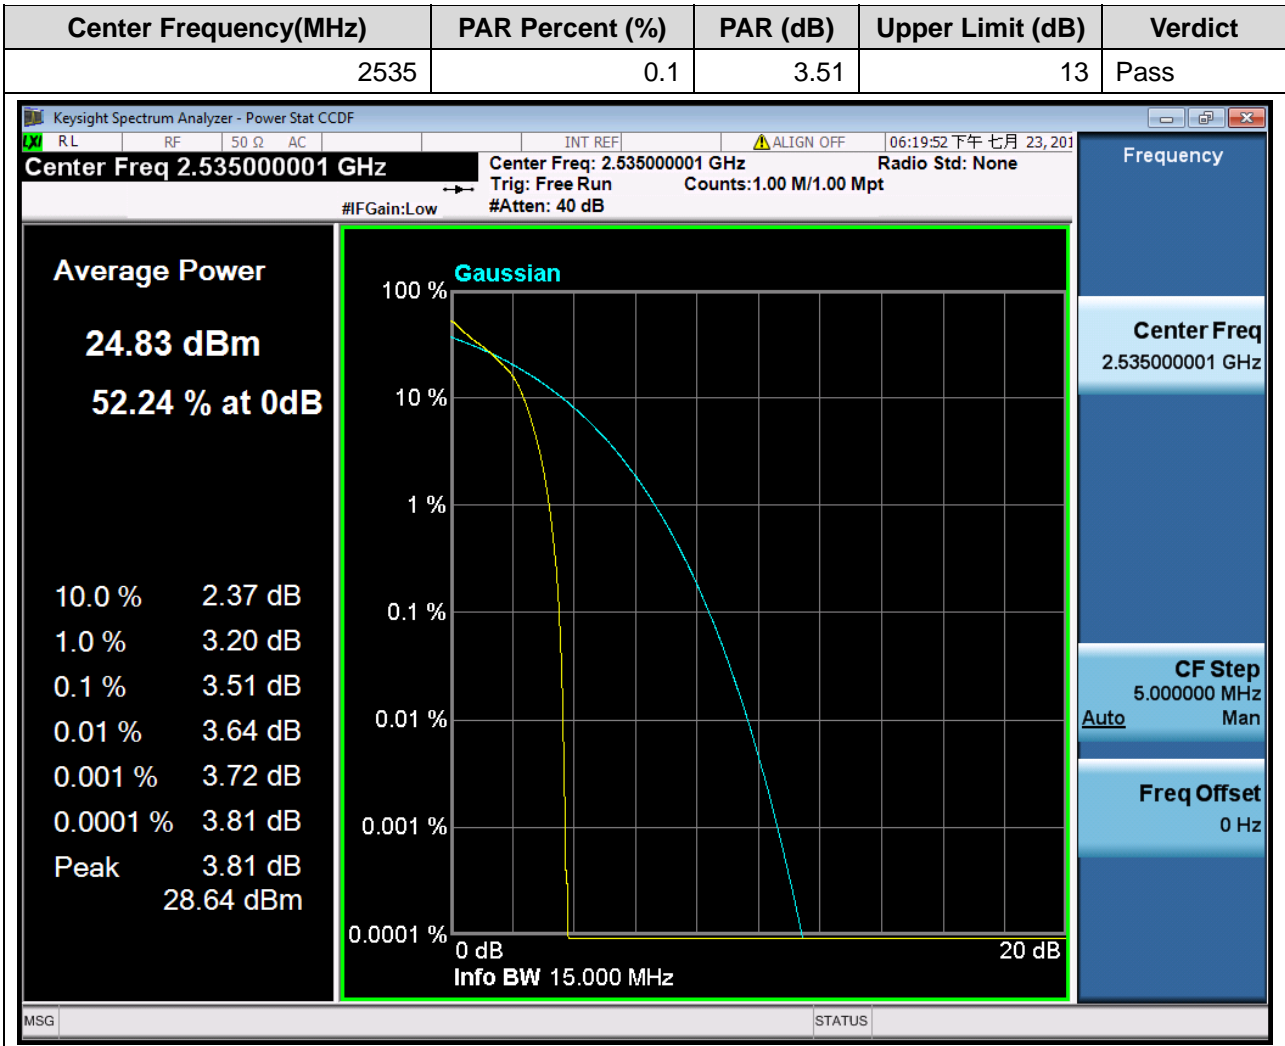 Center Frequency(MHz) PAR Percent (%) PAR (dB) Upper Limit (dB) Verdict
2535 0.1 3.51 13 Pass
Keysight Spectrum Analyzer - Power Stat CCDF
LXI RL RF 50 Ω AC INT REF ALIGN OFF 06:19:52 下午 七月 23, 201
Center Freq 2.535000001 GHz
Center Freq: 2.535000001 GHz Radio Std: None
Trig: Free Run Counts:1.00 M/1.00 Mpt
#IFGain:Low #Atten: 40 dB
Average Power
24.83 dBm
52.24 % at 0dB
10.0 % 2.37 dB
1.0 % 3.20 dB
0.1 % 3.51 dB
0.01 % 3.64 dB
0.001 % 3.72 dB
0.0001 % 3.81 dB
Peak 3.81 dB
28.64 dBm
Gaussian
100 %
10 %
1 %
0.1 %
0.01 %
0.001 %
0.0001 %
0 dB 20 dB
Info BW 15.000 MHz
Frequency
Center Freq
2.535000001 GHz
CF Step
5.000000 MHz
Auto Man
Freq Offset
0 Hz
MSG STATUS